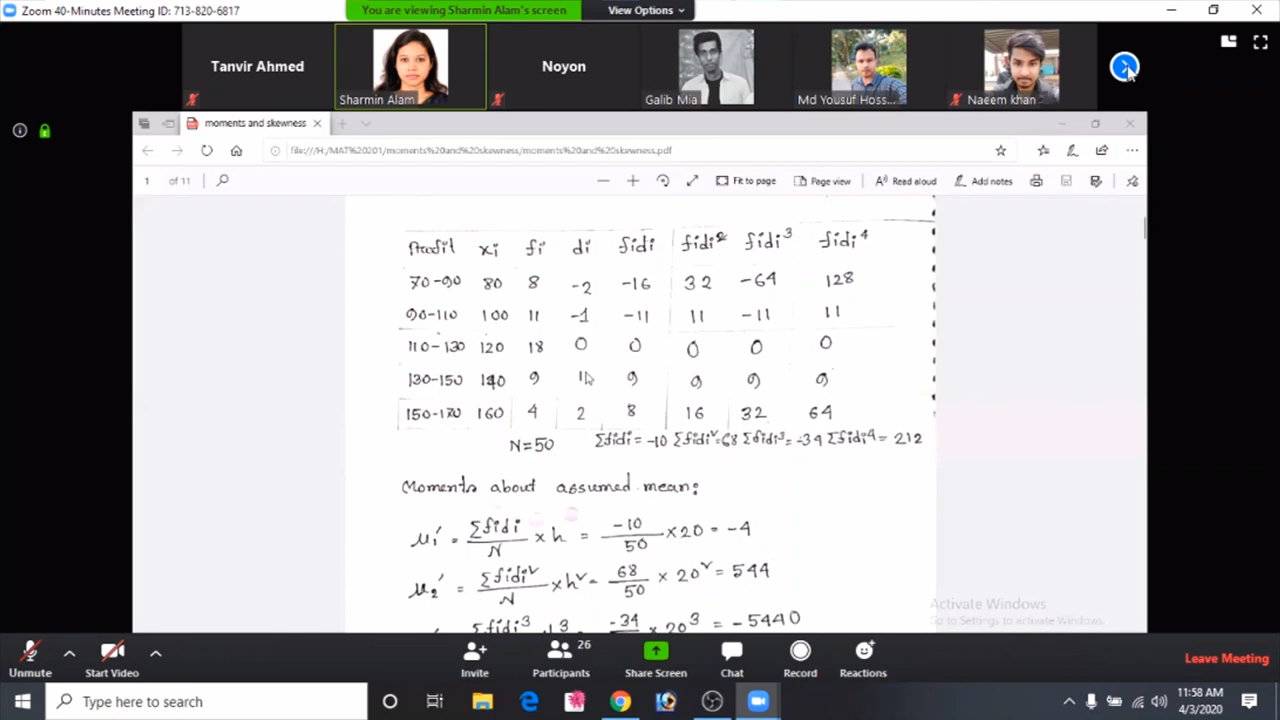 Zoom 40-Minutes Meeting ID: 713-820-6817
You are viewing Sharmin Alam's screen
View Options
Tanvir Ahmed
Sharmin Alam
Noyon
Galib Mia
Md Yousuf Hoss...
Naeem khan
moments and skewness
file:///H:/MAT%20201/moments%20and%20skewness/moments%20and%20skewness.pdf
1 of 11
Fit to page
Page view
Read aloud
Add notes
Profit xi fi di fidi fidi² fidi³ fidi⁴
70-90 80 8 -2 -16 32 -64 128
90-110 100 11 -1 -11 11 -11 11
110-130 120 18 0 0 0 0 0
130-150 140 9 1 9 9 9 9
150-170 160 4 2 8 16 32 64
N=50 Σfidi= -10 Σfidi²=68 Σfidi³= -34 Σfidi⁴= 212
Moments about assumed mean:
μ₁′ = Σfidi/N × h = -10/50 × 20 = -4
μ₂′ = Σfidi²/N × h² = 68/50 × 20² = 544
Σfidi³ -34 × 20³ = -5440
Activate Windows
Go to Settings to activate Windows.
Unmute
Start Video
Invite
26
Participants
Share Screen
Chat
Record
Reactions
Leave Meeting
Type here to search
11:58 AM
4/3/2020